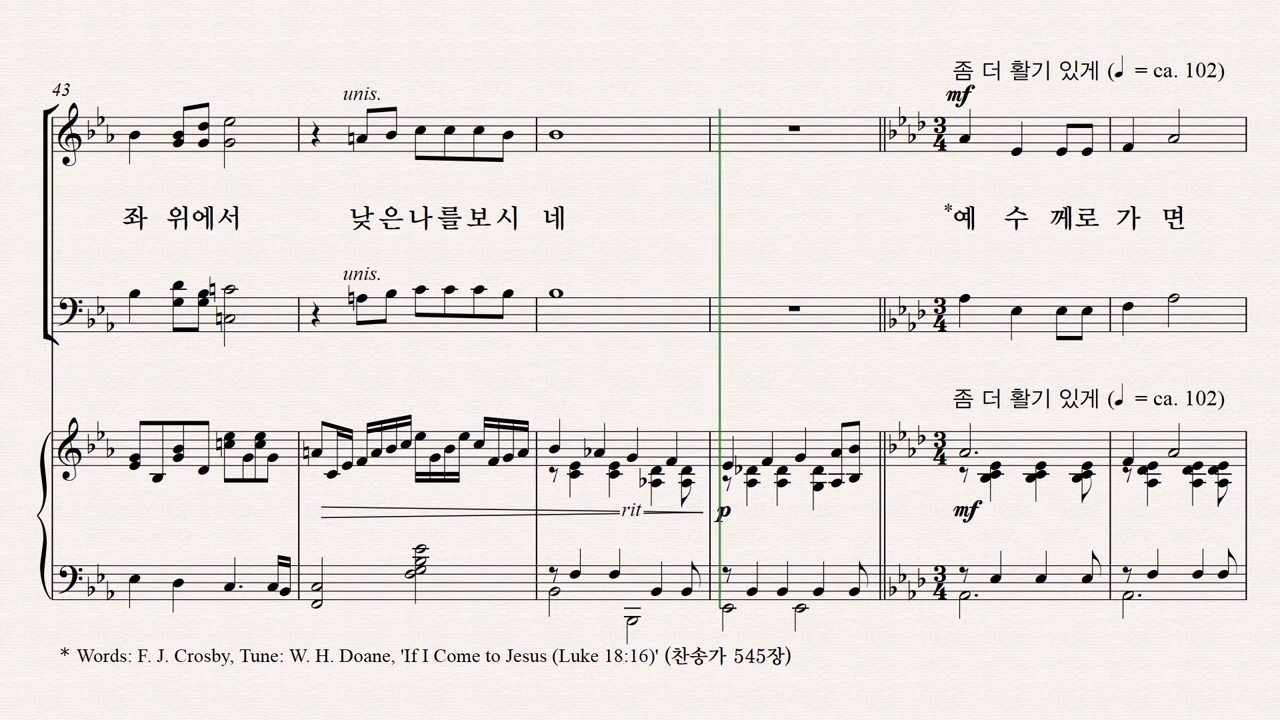 좀 더 활기 있게 (♩ = ca. 102)
43
unis.
mf
좌 위에서 낮은나를보시 네 *예 수 께로 가 면
unis.
좀 더 활기 있게 (♩ = ca. 102)
rit
p
mf
* Words: F. J. Crosby, Tune: W. H. Doane, 'If I Come to Jesus (Luke 18:16)' (찬송가 545장)